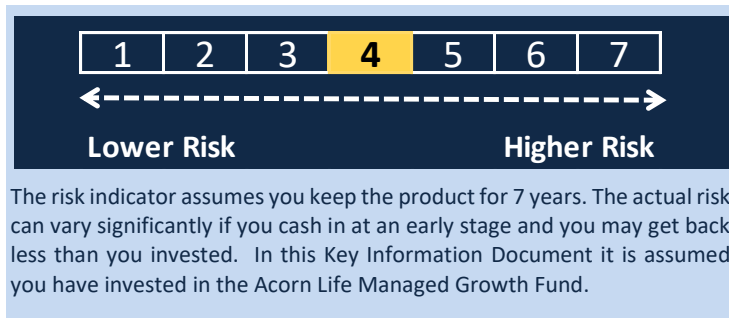 1 2 3 4 5 6 7
Lower Risk Higher Risk
The risk indicator assumes you keep the product for 7 years. The actual risk
can vary significantly if you cash in at an early stage and you may get back
less than you invested. In this Key Information Document it is assumed
you have invested in the Acorn Life Managed Growth Fund.